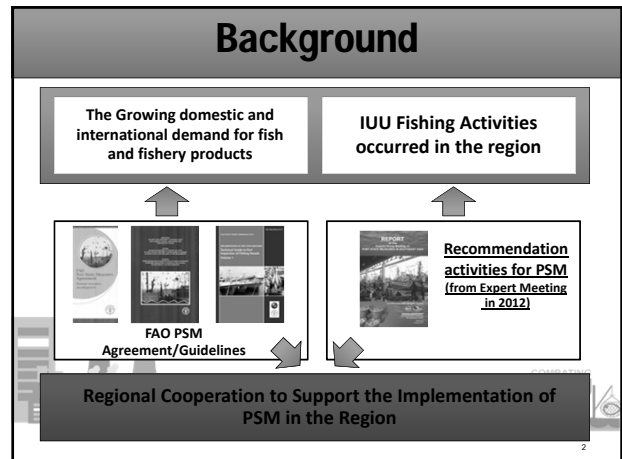 Background
The Growing domestic and
international demand for fish
and fishery products
IUU Fishing Activities
occurred in the region
REPORT
Recommendation
activities for PSM
(from Expert Meeting
in 2012)
FAO PSM
Agreement/Guidelines
COMBATING
Regional Cooperation to Support the Implementation of
PSM in the Region
2